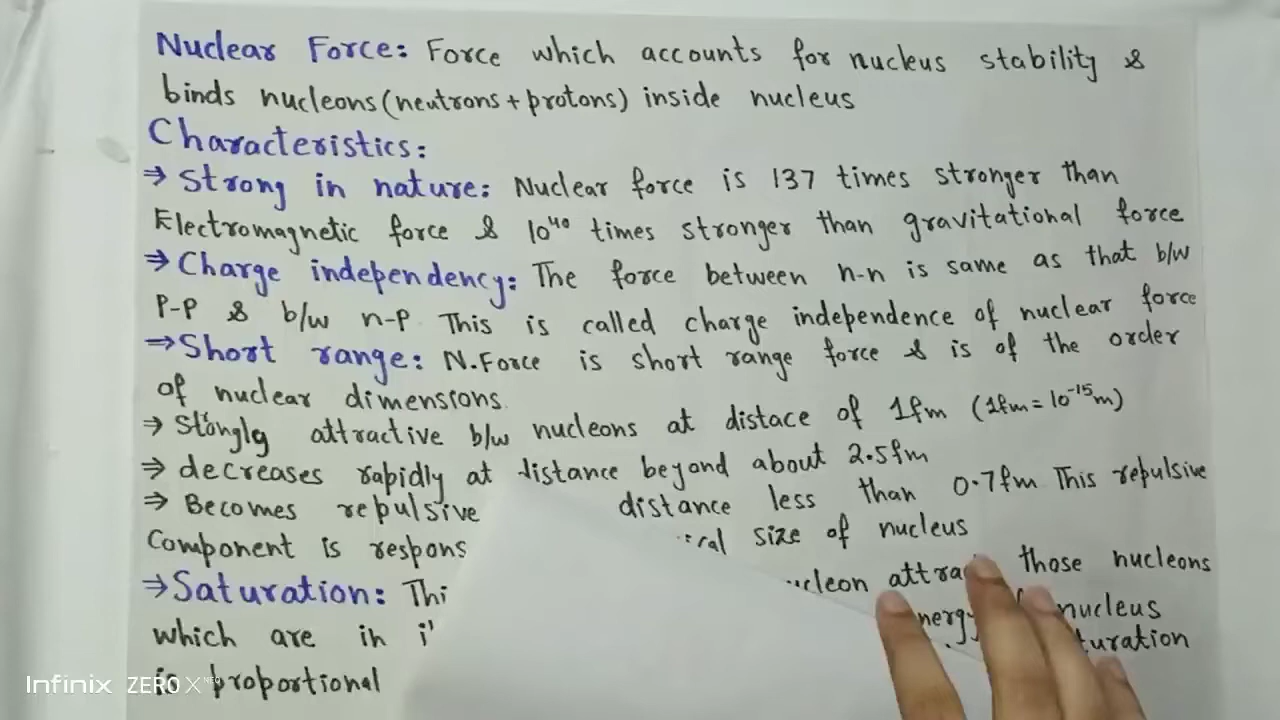 Nuclear Force: Force which accounts for nucleus stability &
binds nucleons (neutrons + protons) inside nucleus
Characteristics:
⇒ Strong in nature: Nuclear force is 137 times stronger than
Electromagnetic force & 10⁴⁰ times stronger than gravitational force
⇒ Charge independency: The force between n-n is same as that b/w
P-P & b/w n-p. This is called charge independence of nuclear force
⇒ Short range: N.Force is short range force & is of the order
of nuclear dimensions.
⇒ Strongly attractive b/w nucleons at distace of 1fm (1fm = 10⁻¹⁵m)
⇒ decreases rapidly at distance beyond about 2.5fm
⇒ Becomes repulsive distance less than 0.7fm This repulsive
Component is size of nucleus
⇒ Saturation: those nucleons
which are in nucleus
is proportional
Infinix ZERO X NEO